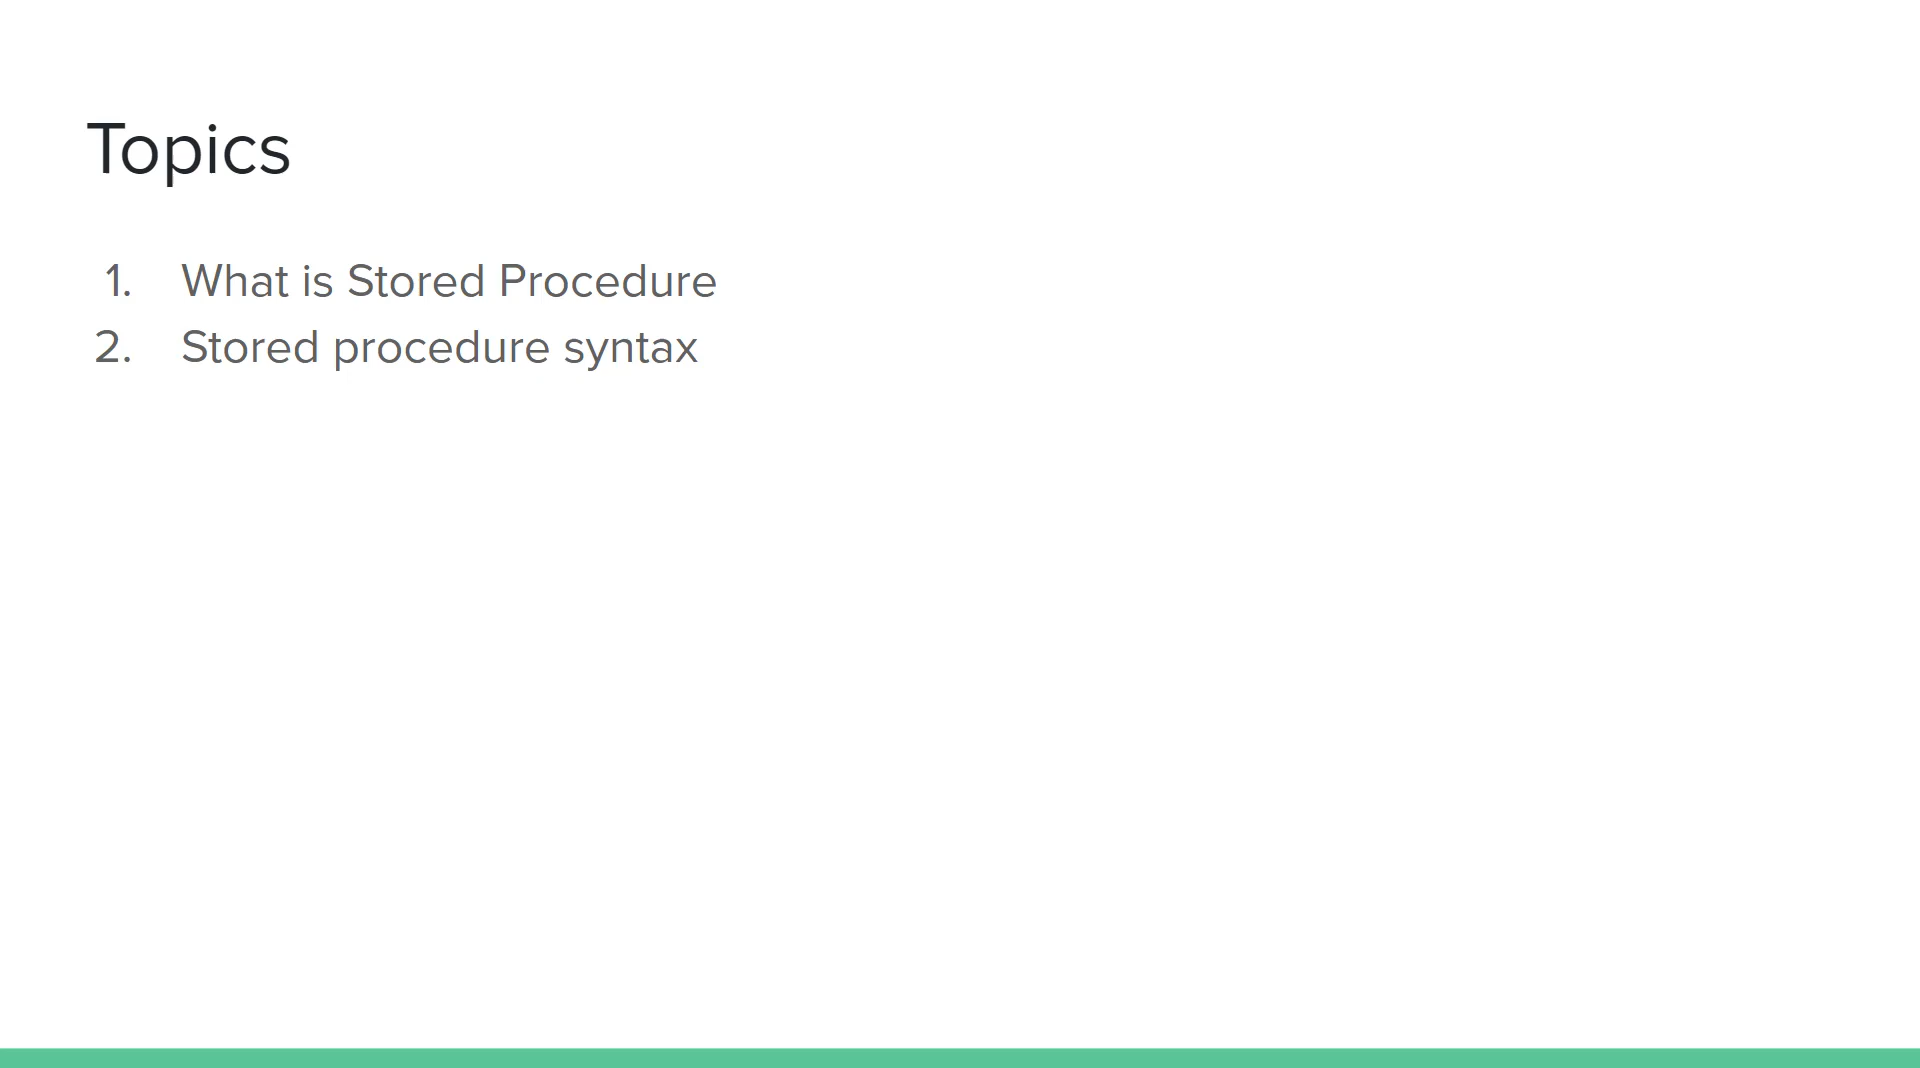 Topics
1. What is Stored Procedure
2. Stored procedure syntax